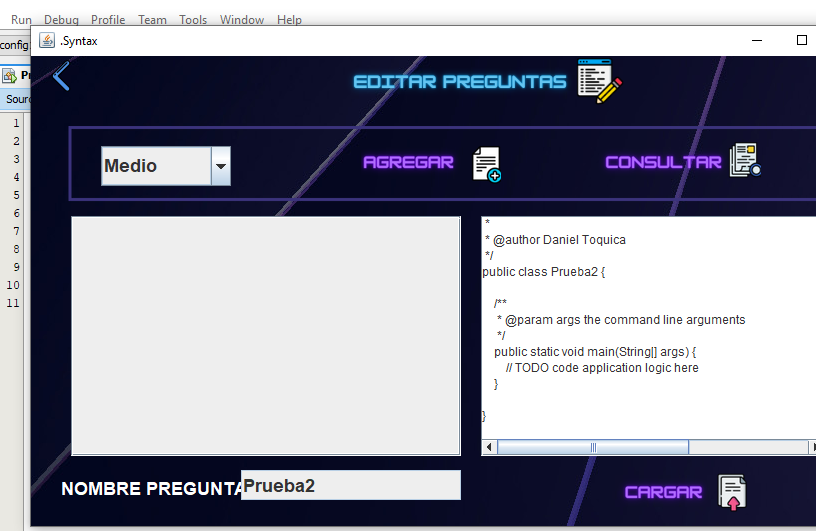 Run Debug Profile Team Tools Window Help
config
.Syntax
Sour
EDITAR PREGUNTAS
1
2
3
4
5
6
7
8
9
10
11
Medio
AGREGAR
CONSULTAR
*
* @author Daniel Toquica
*/
public class Prueba2 {
/**
* @param args the command line arguments
*/
public static void main(String[] args) {
// TODO code application logic here
}
}
NOMBRE PREGUNTA
Prueba2
CARGAR